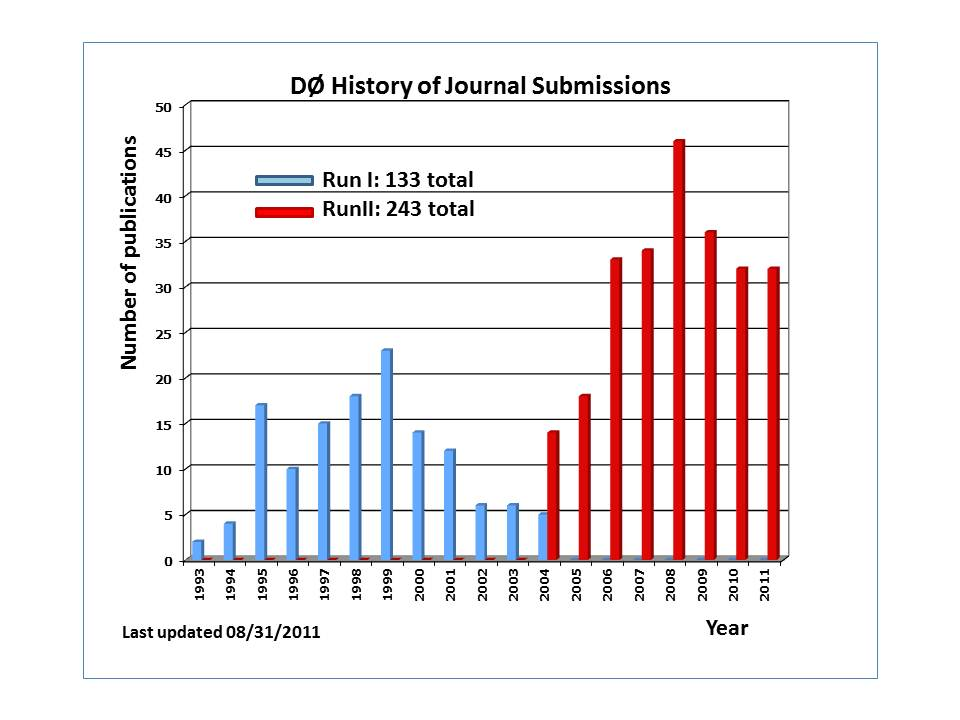 DØ History of Journal Submissions
Number of publications
50
45
40
35
30
25
20
15
10
5
0
Run I: 133 total
RunII: 243 total
1993 1994 1995 1996 1997 1998 1999 2000 2001 2002 2003 2004 2005 2006 2007 2008 2009 2010 2011
Year
Last updated 08/31/2011